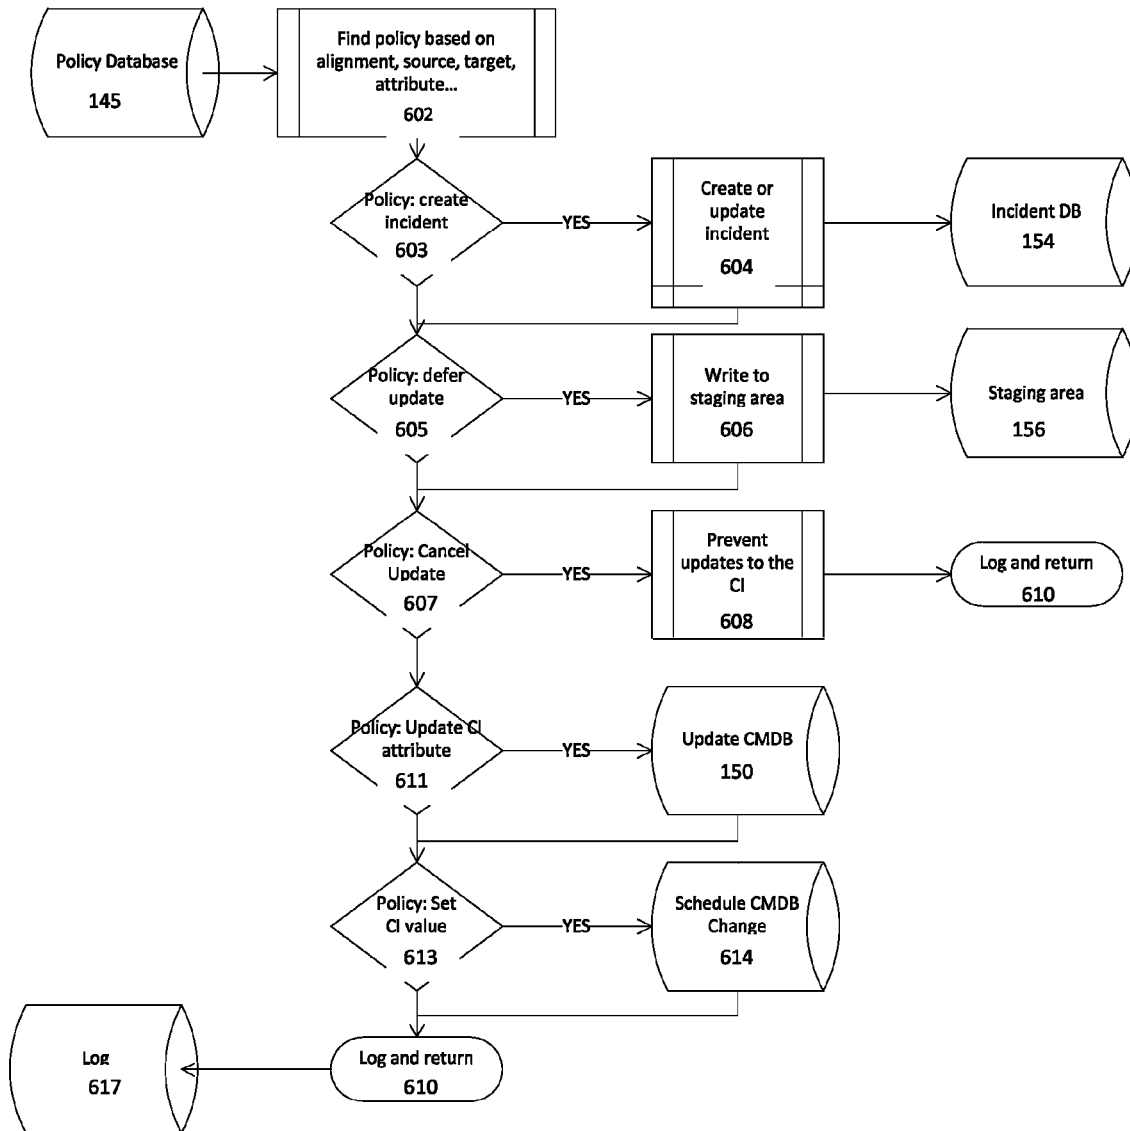 Policy Database
145
Find policy based on
alignment, source, target,
attribute...
602
Policy: create
incident
603
YES
Create or
update
incident
604
Incident DB
154
Policy: defer
update
605
YES
Write to
staging area
606
Staging area
156
Policy: Cancel
Update
607
YES
Prevent
updates to the
CI
608
Log and return
610
Policy: Update CI
attribute
611
YES
Update CMDB
150
Policy: Set
CI value
613
YES
Schedule CMDB
Change
614
Log
617
Log and return
610